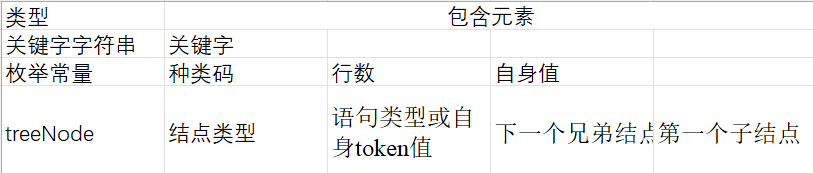 类型 包含元素
关键字字符串 关键字
枚举常量 种类码 行数 自身值
treeNode 结点类型 语句类型或自
身token值 下一个兄弟结点 第一个子结点